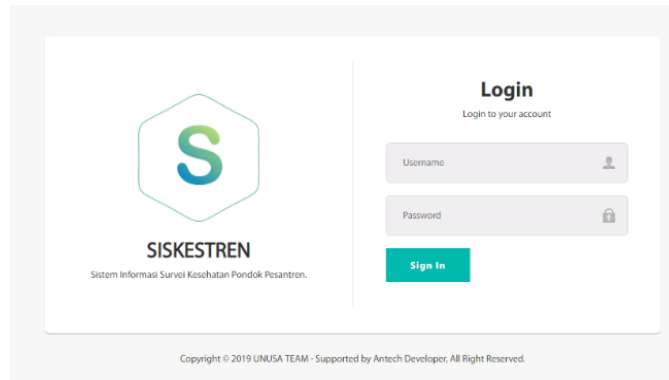 S
SISKESTREN
Sistem Informasi Survei Kesehatan Pondok Pesantren.
Login
Login to your account
Username
Password
Sign In
Copyright © 2019 UNUSA TEAM - Supported by Antech Developer, All Right Reserved.